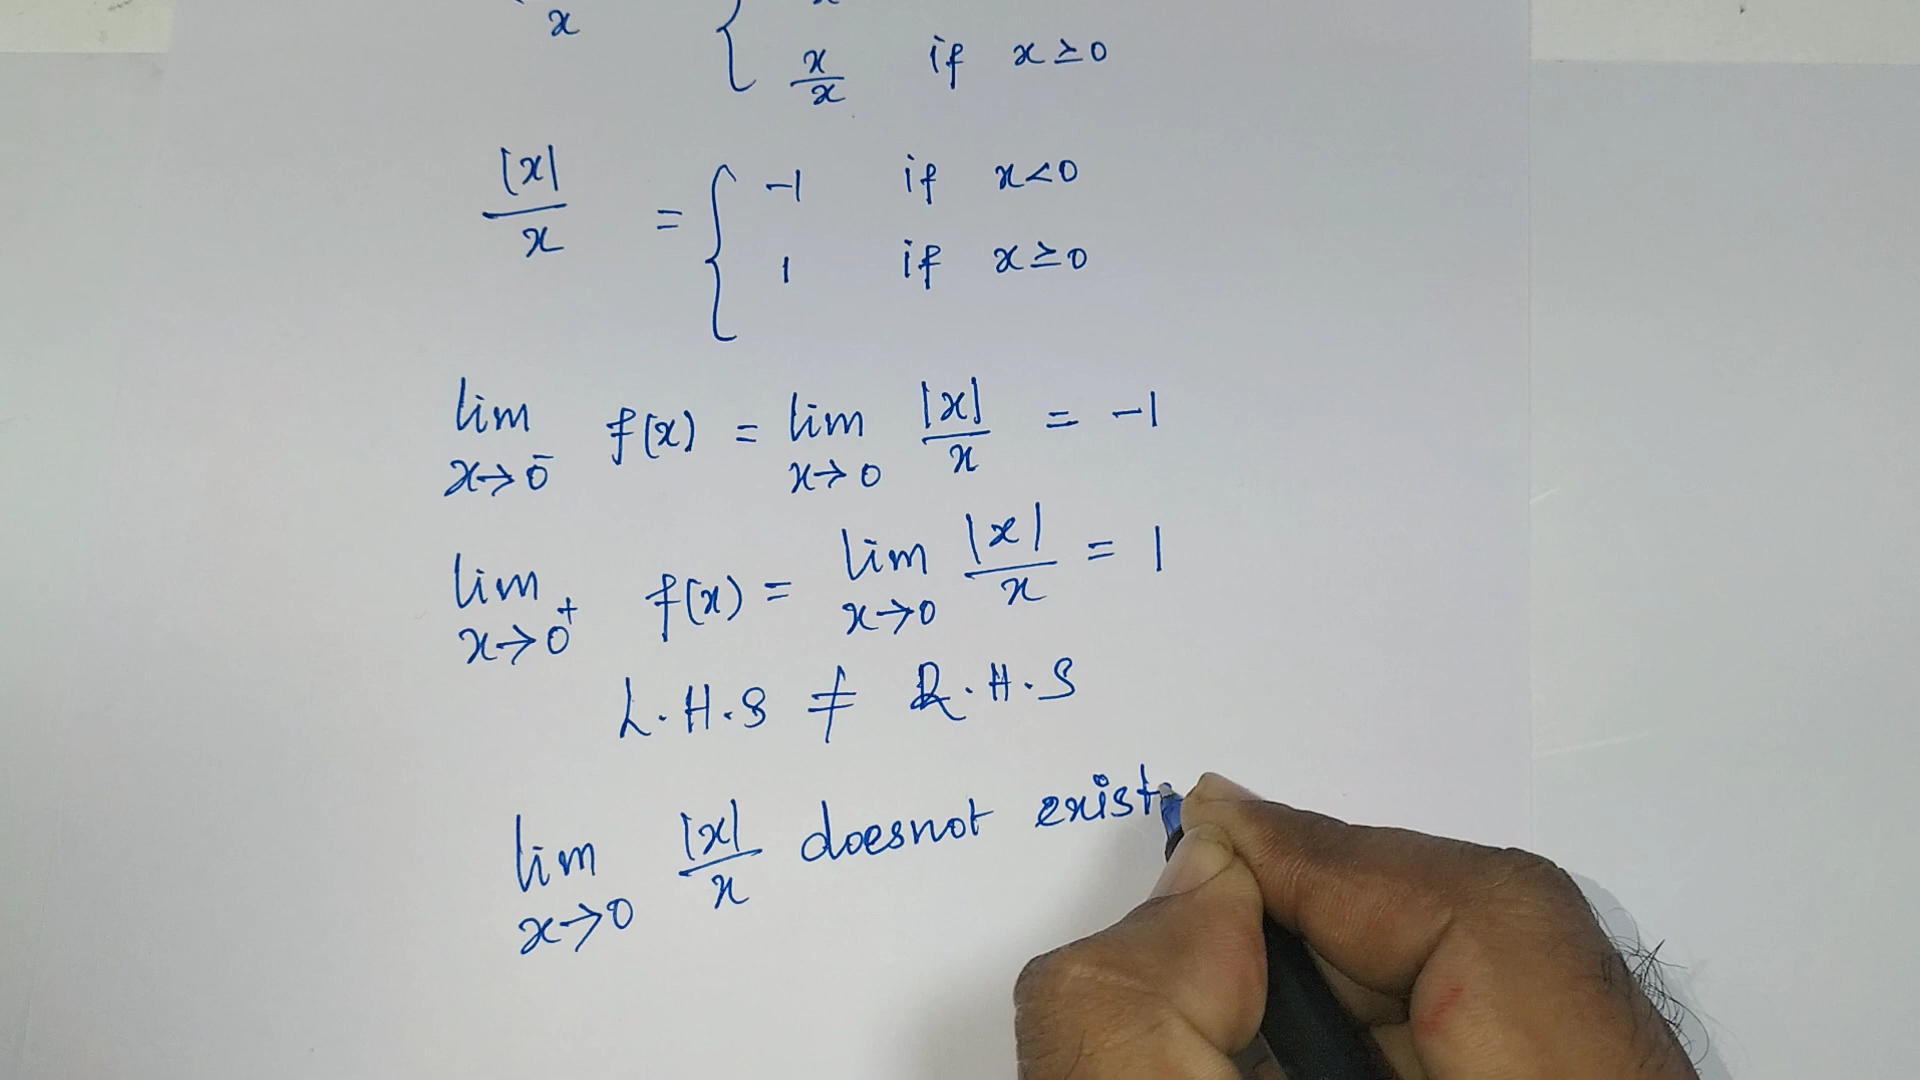 x { x
x/x if x ≥ 0
|x|/x = { -1 if x < 0
1 if x ≥ 0
lim x→0⁻ f(x) = lim x→0 |x|/x = -1
lim x→0⁺ f(x) = lim x→0 |x|/x = 1
L.H.S ≠ R.H.S
lim x→0 |x|/x doesnot exist